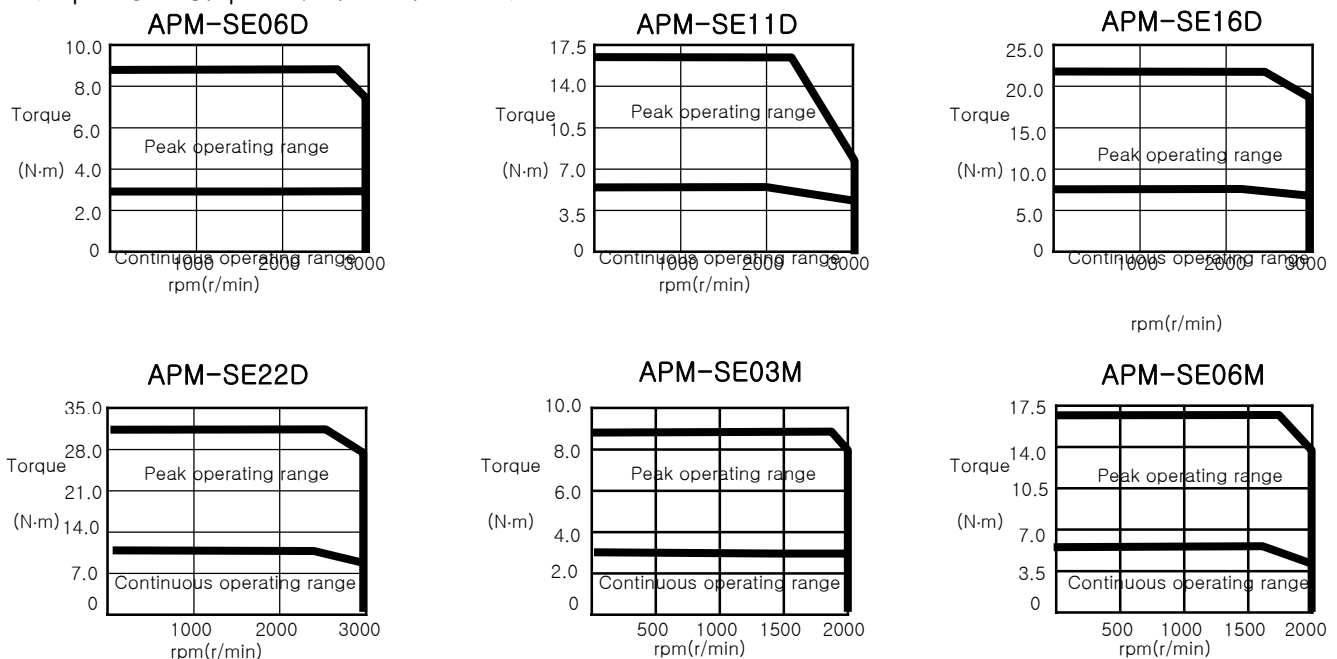 APM-SE06D
10.0
8.0
Torque
6.0
Peak operating range
(N·m)
4.0
2.0
0
Continuous operating range
1000 2000 3000
rpm(r/min)
APM-SE11D
17.5
14.0
Torque
Peak operating range
10.5
(N·m)
7.0
3.5
0
Continuous operating range
1000 2000 3000
rpm(r/min)
APM-SE16D
25.0
20.0
Torque
15.0
Peak operating range
(N·m)
10.0
5.0
0
Continuous operating range
1000 2000 3000
rpm(r/min)
APM-SE22D
35.0
28.0
Torque
Peak operating range
21.0
(N·m)
14.0
7.0
Continuous operating range
0
1000 2000 3000
rpm(r/min)
APM-SE03M
10.0
8.0
Torque
Peak operating range
6.0
(N·m)
4.0
2.0
Continuous operating range
0
500 1000 1500 2000
rpm(r/min)
APM-SE06M
17.5
14.0
Torque
Peak operating range
10.5
(N·m)
7.0
3.5
Continuous operating range
0
500 1000 1500 2000
rpm(r/min)